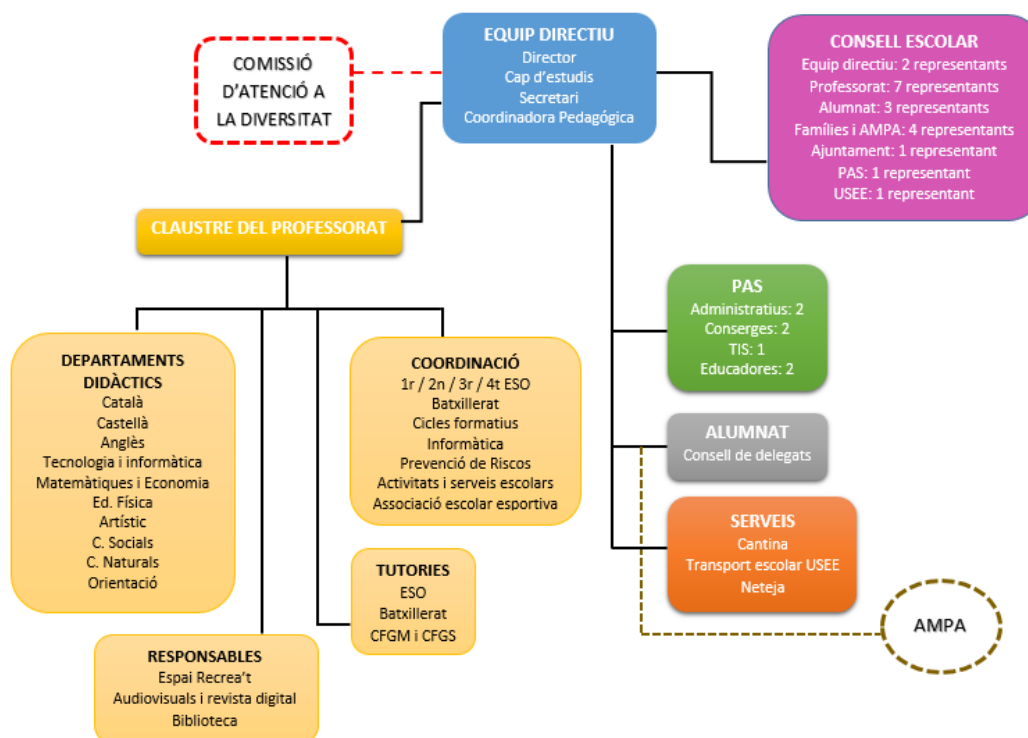 EQUIP DIRECTIU
Director
Cap d'estudis
Secretari
Coordinadora Pedagógica
COMISSIÓ
D'ATENCIÓ A
LA DIVERSITAT
CONSELL ESCOLAR
Equip directiu: 2 representants
Professorat: 7 representants
Alumnat: 3 representants
Famílies i AMPA: 4 representants
Ajuntament: 1 representant
PAS: 1 representant
USEE: 1 representant
CLAUSTRE DEL PROFESSORAT
PAS
Administratius: 2
Conserges: 2
TIS: 1
Educadores: 2
DEPARTAMENTS
DIDÀCTICS
Català
Castellà
Anglès
Tecnologia i informàtica
Matemàtiques i Economia
Ed. Física
Artístic
C. Socials
C. Naturals
Orientació
COORDINACIÓ
1r / 2n / 3r / 4t ESO
Batxillerat
Cicles formatius
Informàtica
Prevenció de Riscos
Activitats i serveis escolars
Associació escolar esportiva
ALUMNAT
Consell de delegats
SERVEIS
Cantina
Transport escolar USEE
Neteja
TUTORIES
ESO
Batxillerat
CFGM i CFGS
AMPA
RESPONSABLES
Espai Recrea't
Audiovisuals i revista digital
Biblioteca